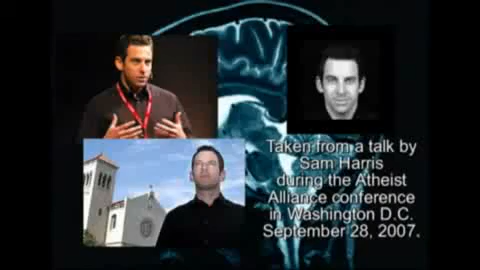 Taken from a talk by
Sam Harris
during the Atheist
Alliance conference
in Washington D.C.
September 28, 2007.